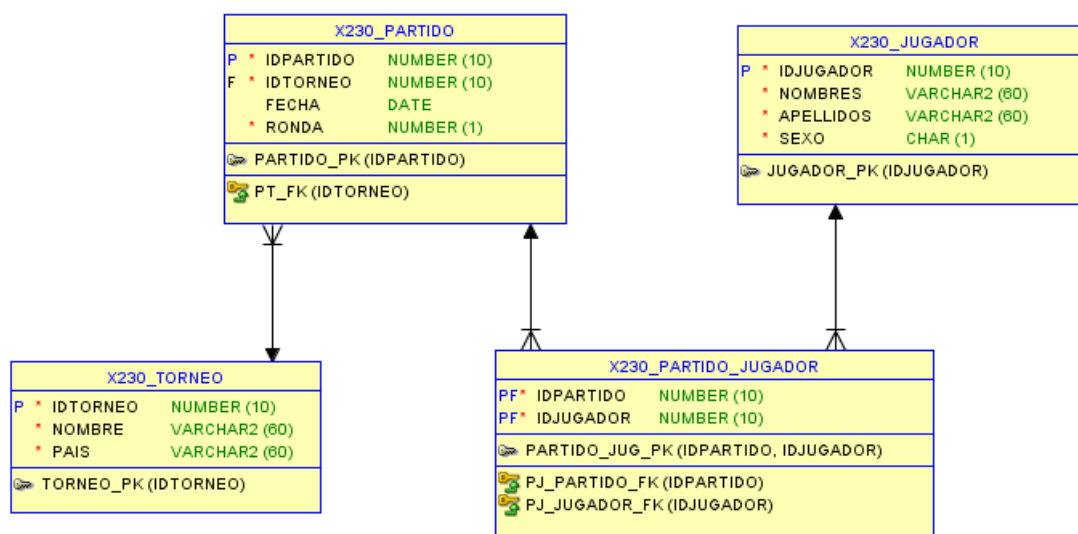 X230_PARTIDO
P * IDPARTIDO NUMBER (10)
F * IDTORNEO NUMBER (10)
FECHA DATE
* RONDA NUMBER (1)
PARTIDO_PK (IDPARTIDO)
PT_FK (IDTORNEO)
X230_JUGADOR
P * IDJUGADOR NUMBER (10)
* NOMBRES VARCHAR2 (60)
* APELLIDOS VARCHAR2 (60)
* SEXO CHAR (1)
JUGADOR_PK (IDJUGADOR)
X230_TORNEO
P * IDTORNEO NUMBER (10)
* NOMBRE VARCHAR2 (60)
* PAIS VARCHAR2 (60)
TORNEO_PK (IDTORNEO)
X230_PARTIDO_JUGADOR
PF* IDPARTIDO NUMBER (10)
PF* IDJUGADOR NUMBER (10)
PARTIDO_JUG_PK (IDPARTIDO, IDJUGADOR)
PJ_PARTIDO_FK (IDPARTIDO)
PJ_JUGADOR_FK (IDJUGADOR)